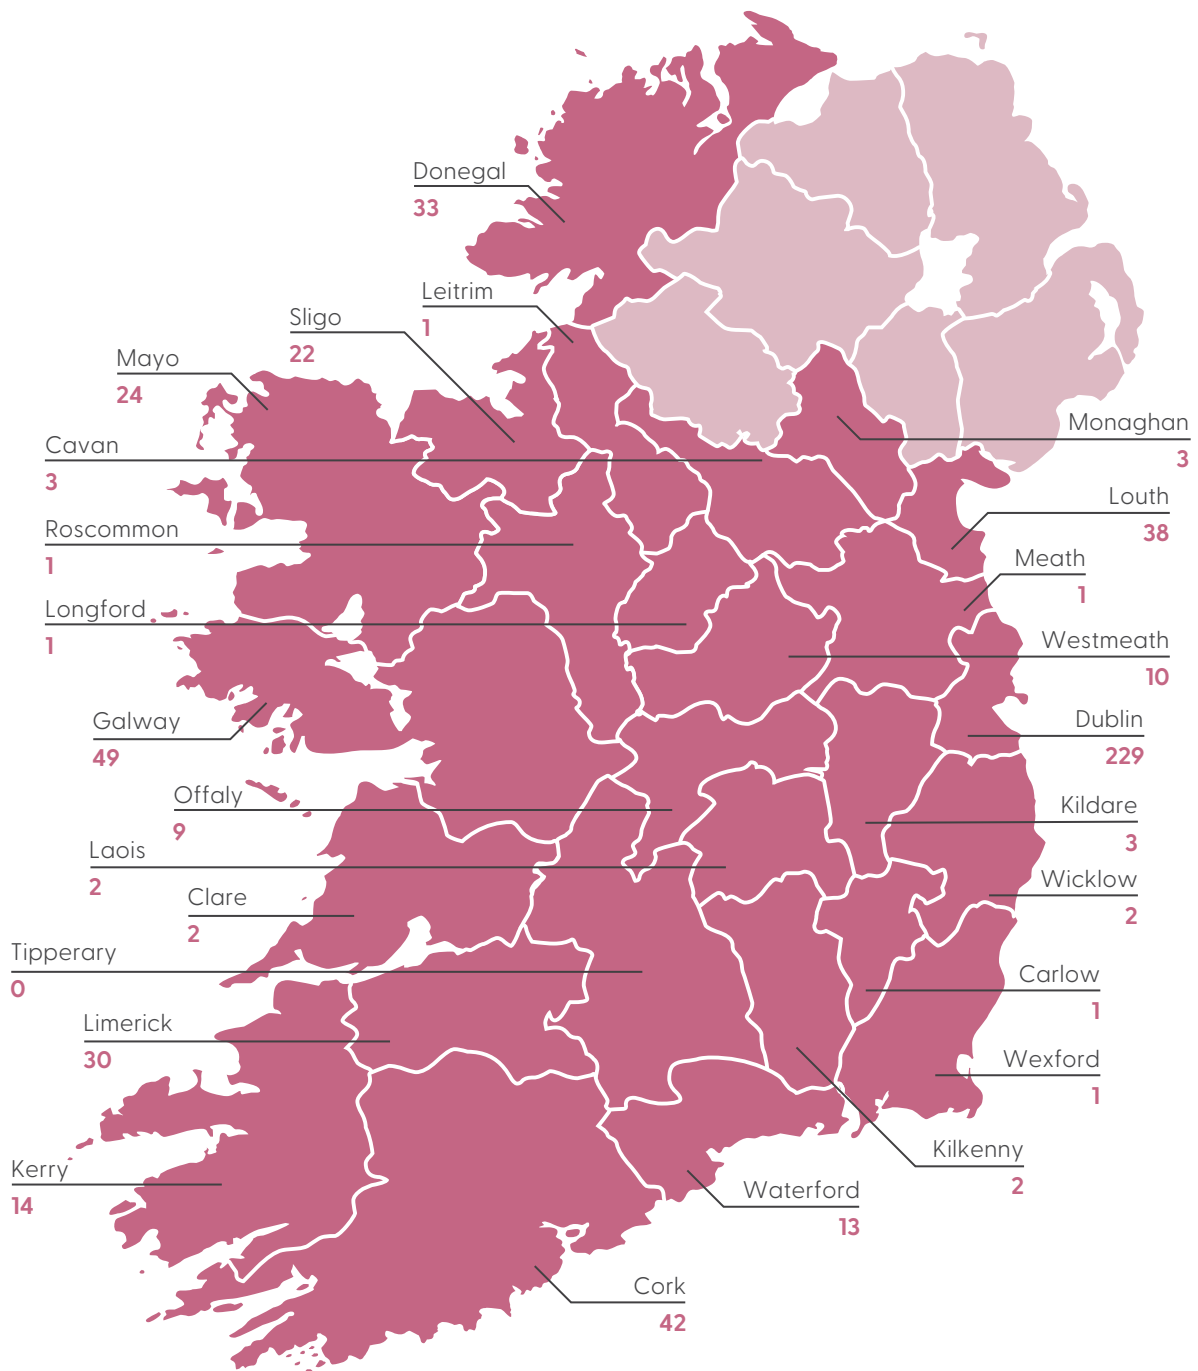 Donegal
33
Leitrim
1
Sligo
22
Mayo
24
Cavan
3
Roscommon
1
Longford
1
Galway
49
Offaly
9
Laois
2
Clare
2
Tipperary
0
Limerick
30
Kerry
14
Monaghan
3
Louth
38
Meath
1
Westmeath
10
Dublin
229
Kildare
3
Wicklow
2
Carlow
1
Wexford
1
Kilkenny
2
Waterford
13
Cork
42